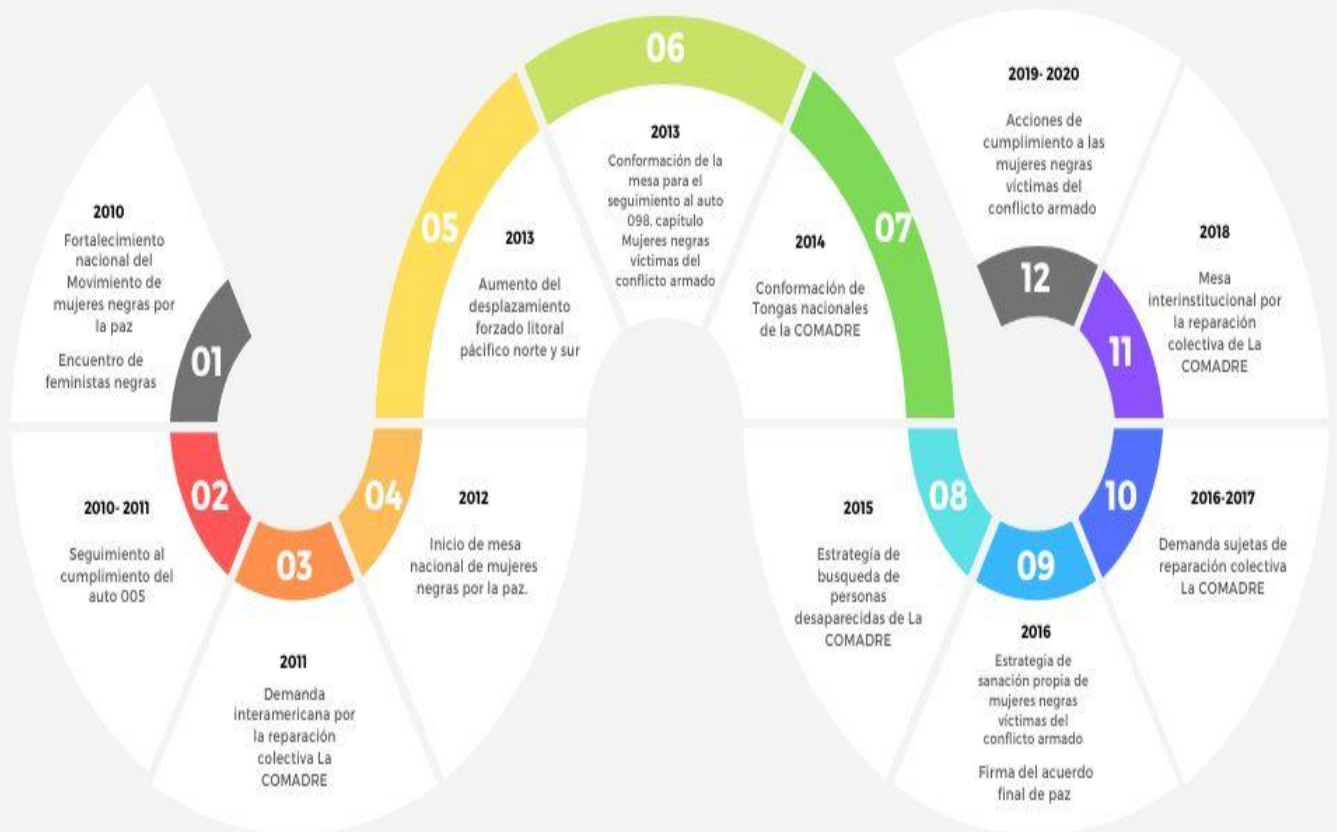 01
2010
Fortalecimiento
nacional del
Movimiento de
mujeres negras por
la paz
Encuentro de
feministas negras
02
2010- 2011
Seguimiento al
cumplimiento del
auto 005
03
2011
Demanda
interamericana por
la reparación
colectiva La
COMADRE
04
2012
Inicio de mesa
nacional de mujeres
negras por la paz.
05
2013
Aumento del
desplazamiento
forzado litoral
pácifico norte y sur
06
2013
Conformación de la
mesa para el
seguimiento al auto
098, capítulo
Mujeres negras
víctimas del
conflicto armado
07
2014
Conformación de
Tongas nacionales
de la COMADRE
08
2015
Estrategía de
busqueda de
personas
desaparecidas de La
COMADRE
09
2016
Estrategía de
sanación propia de
mujeres negras
víctimas del
conflicto armado
Firma del acuerdo
final de paz
10
2016-2017
Demanda sujetas de
reparación colectiva
La COMADRE
11
2018
Mesa
interinstitucional por
la reparación
colectiva de La
COMADRE
12
2019- 2020
Acciones de
cumplimiento a las
mujeres negras
víctimas del
conflicto armado